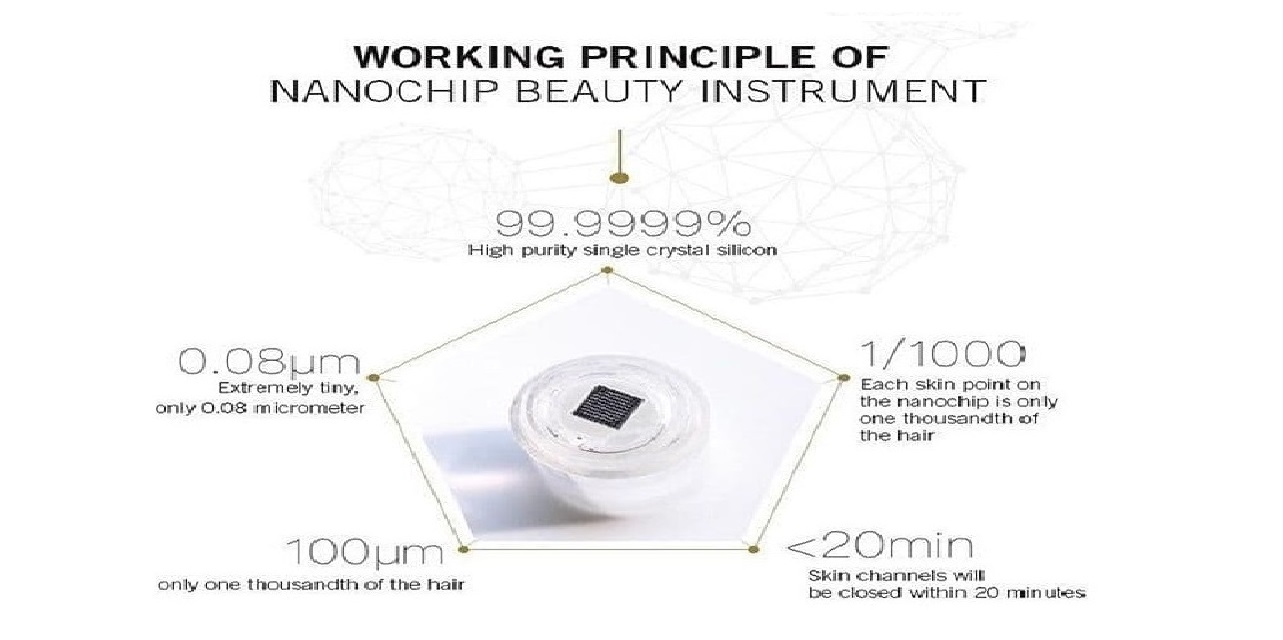 WORKING PRINCIPLE OF
NANOCHIP BEAUTY INSTRUMENT
99.9999%
High purity single crystal silicon
0.08μm
Extremely tiny,
only 0.08 micrometer
1/1000
Each skin point on
the nanochip is only
one thousandth of
the hair
100μm
only one thousandth of the hair
<20min
Skin channels will
be closed within 20 minutes